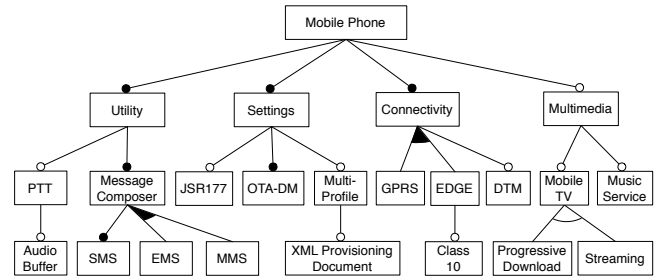 Mobile Phone
Utility
Settings
Connectivity
Multimedia
PTT
Message
Composer
JSR177
OTA-DM
Multi-
Profile
GPRS
EDGE
DTM
Mobile
TV
Music
Service
Audio
Buffer
SMS
EMS
MMS
XML Provisioning
Document
Class
10
Progressive
Download
Streaming